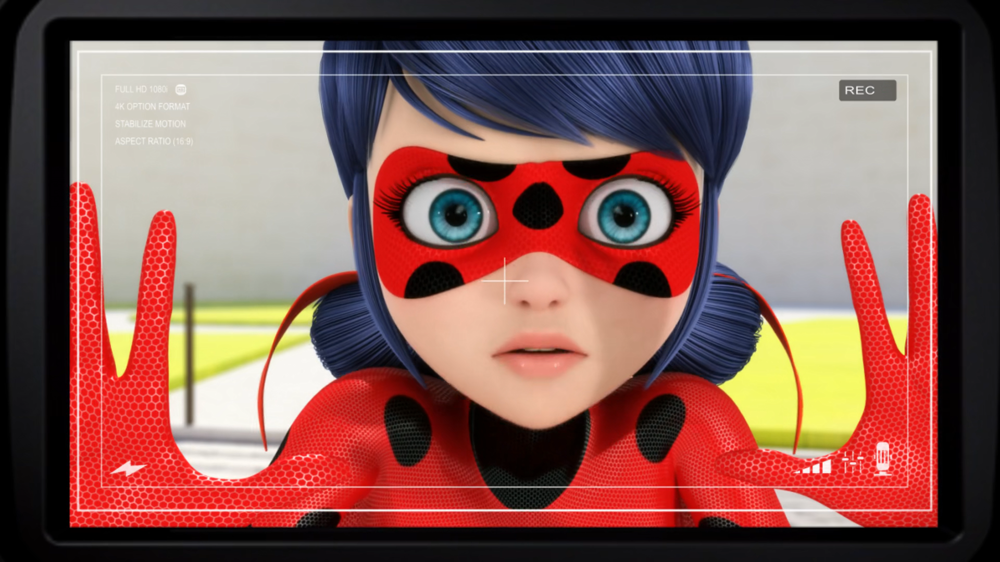 FULL HD 1080i
4K OPTION FORMAT
STABILIZE MOTION
ASPECT RATIO (16:9)
REC